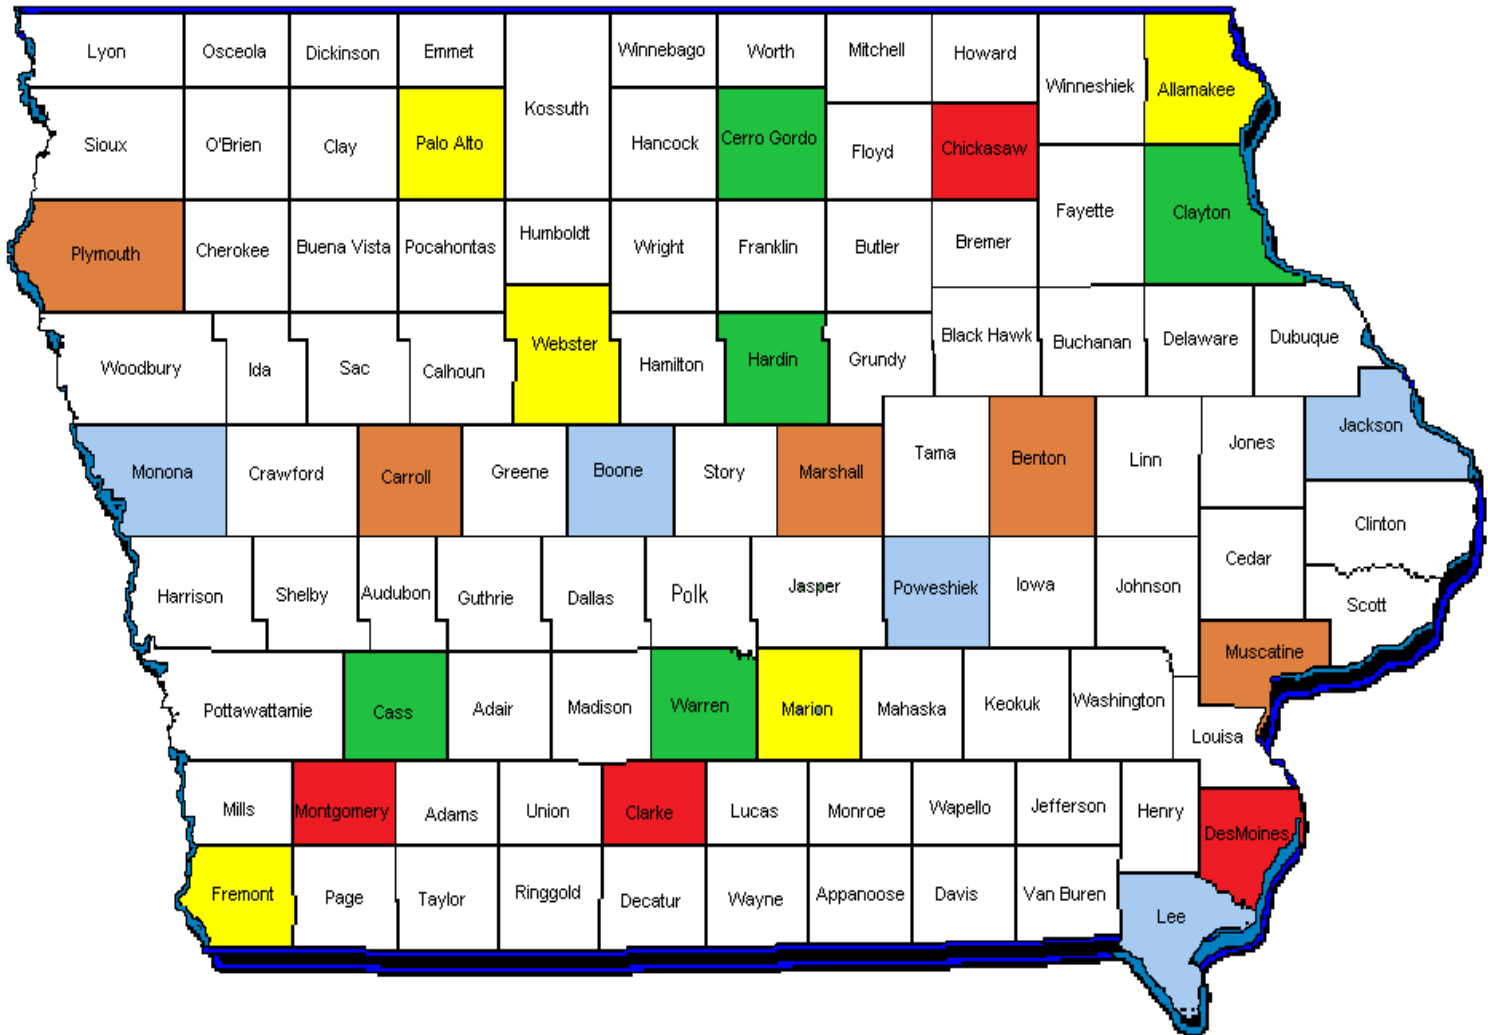 Lyon
Osceola
Dickinson
Emmet
Winnebago
Worth
Mitchell
Howard
Winneshiek
Allamakee
Kossuth
Sioux
O'Brien
Clay
Palo Alto
Hancock
Cerro Gordo
Floyd
Chickasaw
Fayette
Clayton
Plymouth
Cherokee
Buena Vista
Pocahontas
Humboldt
Wright
Franklin
Butler
Bremer
Woodbury
Ida
Sac
Calhoun
Webster
Hamilton
Hardin
Grundy
Black Hawk
Buchanan
Delaware
Dubuque
Monona
Crawford
Carroll
Greene
Boone
Story
Marshall
Tama
Benton
Linn
Jones
Jackson
Clinton
Cedar
Harrison
Shelby
Audubon
Guthrie
Dallas
Polk
Jasper
Poweshiek
Iowa
Johnson
Scott
Muscatine
Pottawattamie
Cass
Adair
Madison
Warren
Marion
Mahaska
Keokuk
Washington
Louisa
Mills
Montgomery
Adams
Union
Clarke
Lucas
Monroe
Wapello
Jefferson
Henry
DesMoines
Fremont
Page
Taylor
Ringgold
Decatur
Wayne
Appanoose
Davis
Van Buren
Lee